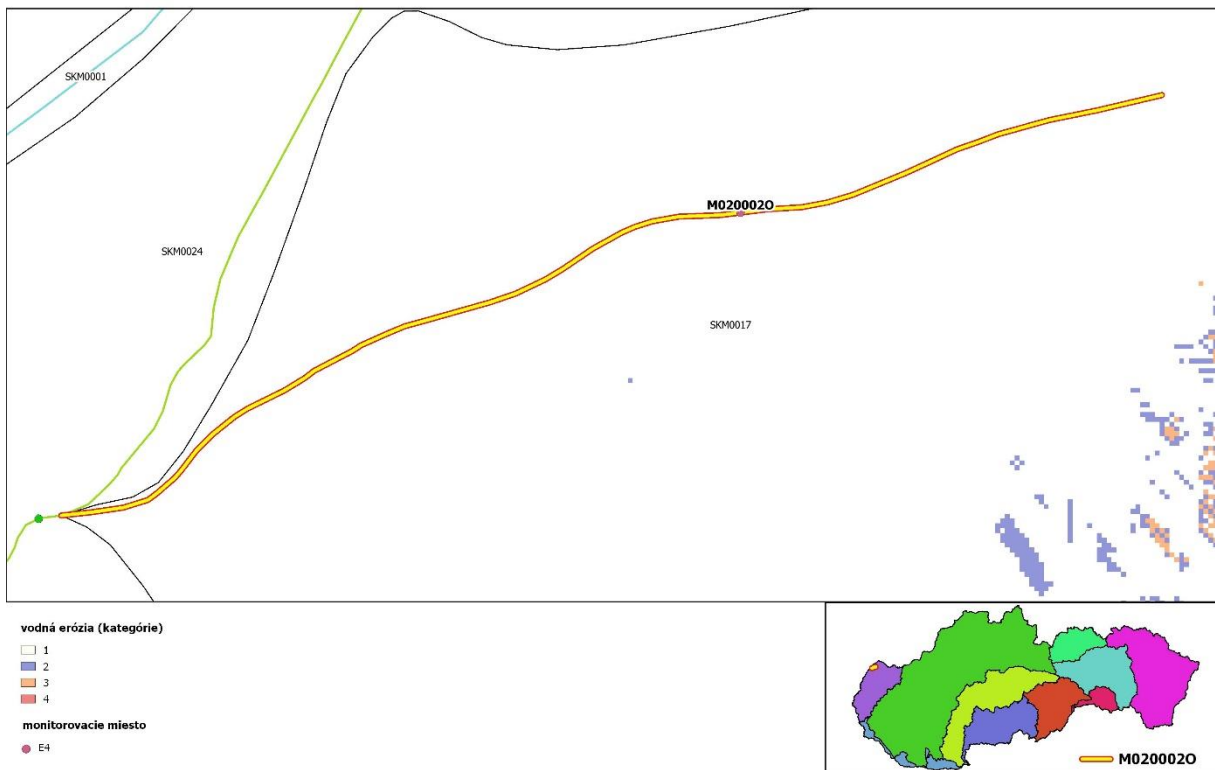 SKM0001
M020002O
SKM0024
SKM0017
vodná erózia (kategórie)
1
2
3
4
monitorovacie miesto
E4
M020002O